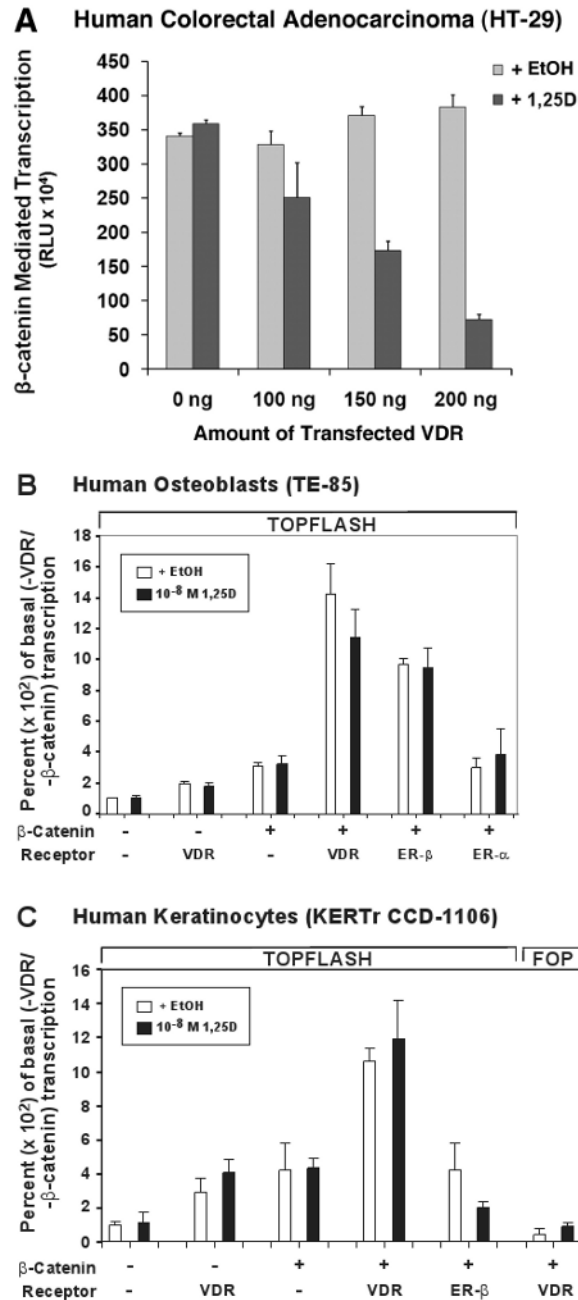 A Human Colorectal Adenocarcinoma (HT-29)
β-catenin Mediated Transcription
(RLU x 10⁴)
450
400
350
300
250
200
150
100
50
0
+ EtOH
+ 1,25D
0 ng 100 ng 150 ng 200 ng
Amount of Transfected VDR
B Human Osteoblasts (TE-85)
TOPFLASH
Percent (x 10²) of basal (-VDR/
-β-catenin) transcription
18
16
14
12
10
8
6
4
2
0
+ EtOH
10⁻⁸ M 1,25D
β-Catenin - - + + + +
Receptor - VDR - VDR ER-β ER-α
C Human Keratinocytes (KERTr CCD-1106)
TOPFLASH FOP
Percent (x 10²) of basal (-VDR/
-β-catenin) transcription
16
14
12
10
8
6
4
2
0
+ EtOH
10⁻⁸ M 1,25D
β-Catenin - - + + + +
Receptor - VDR - VDR ER-β VDR